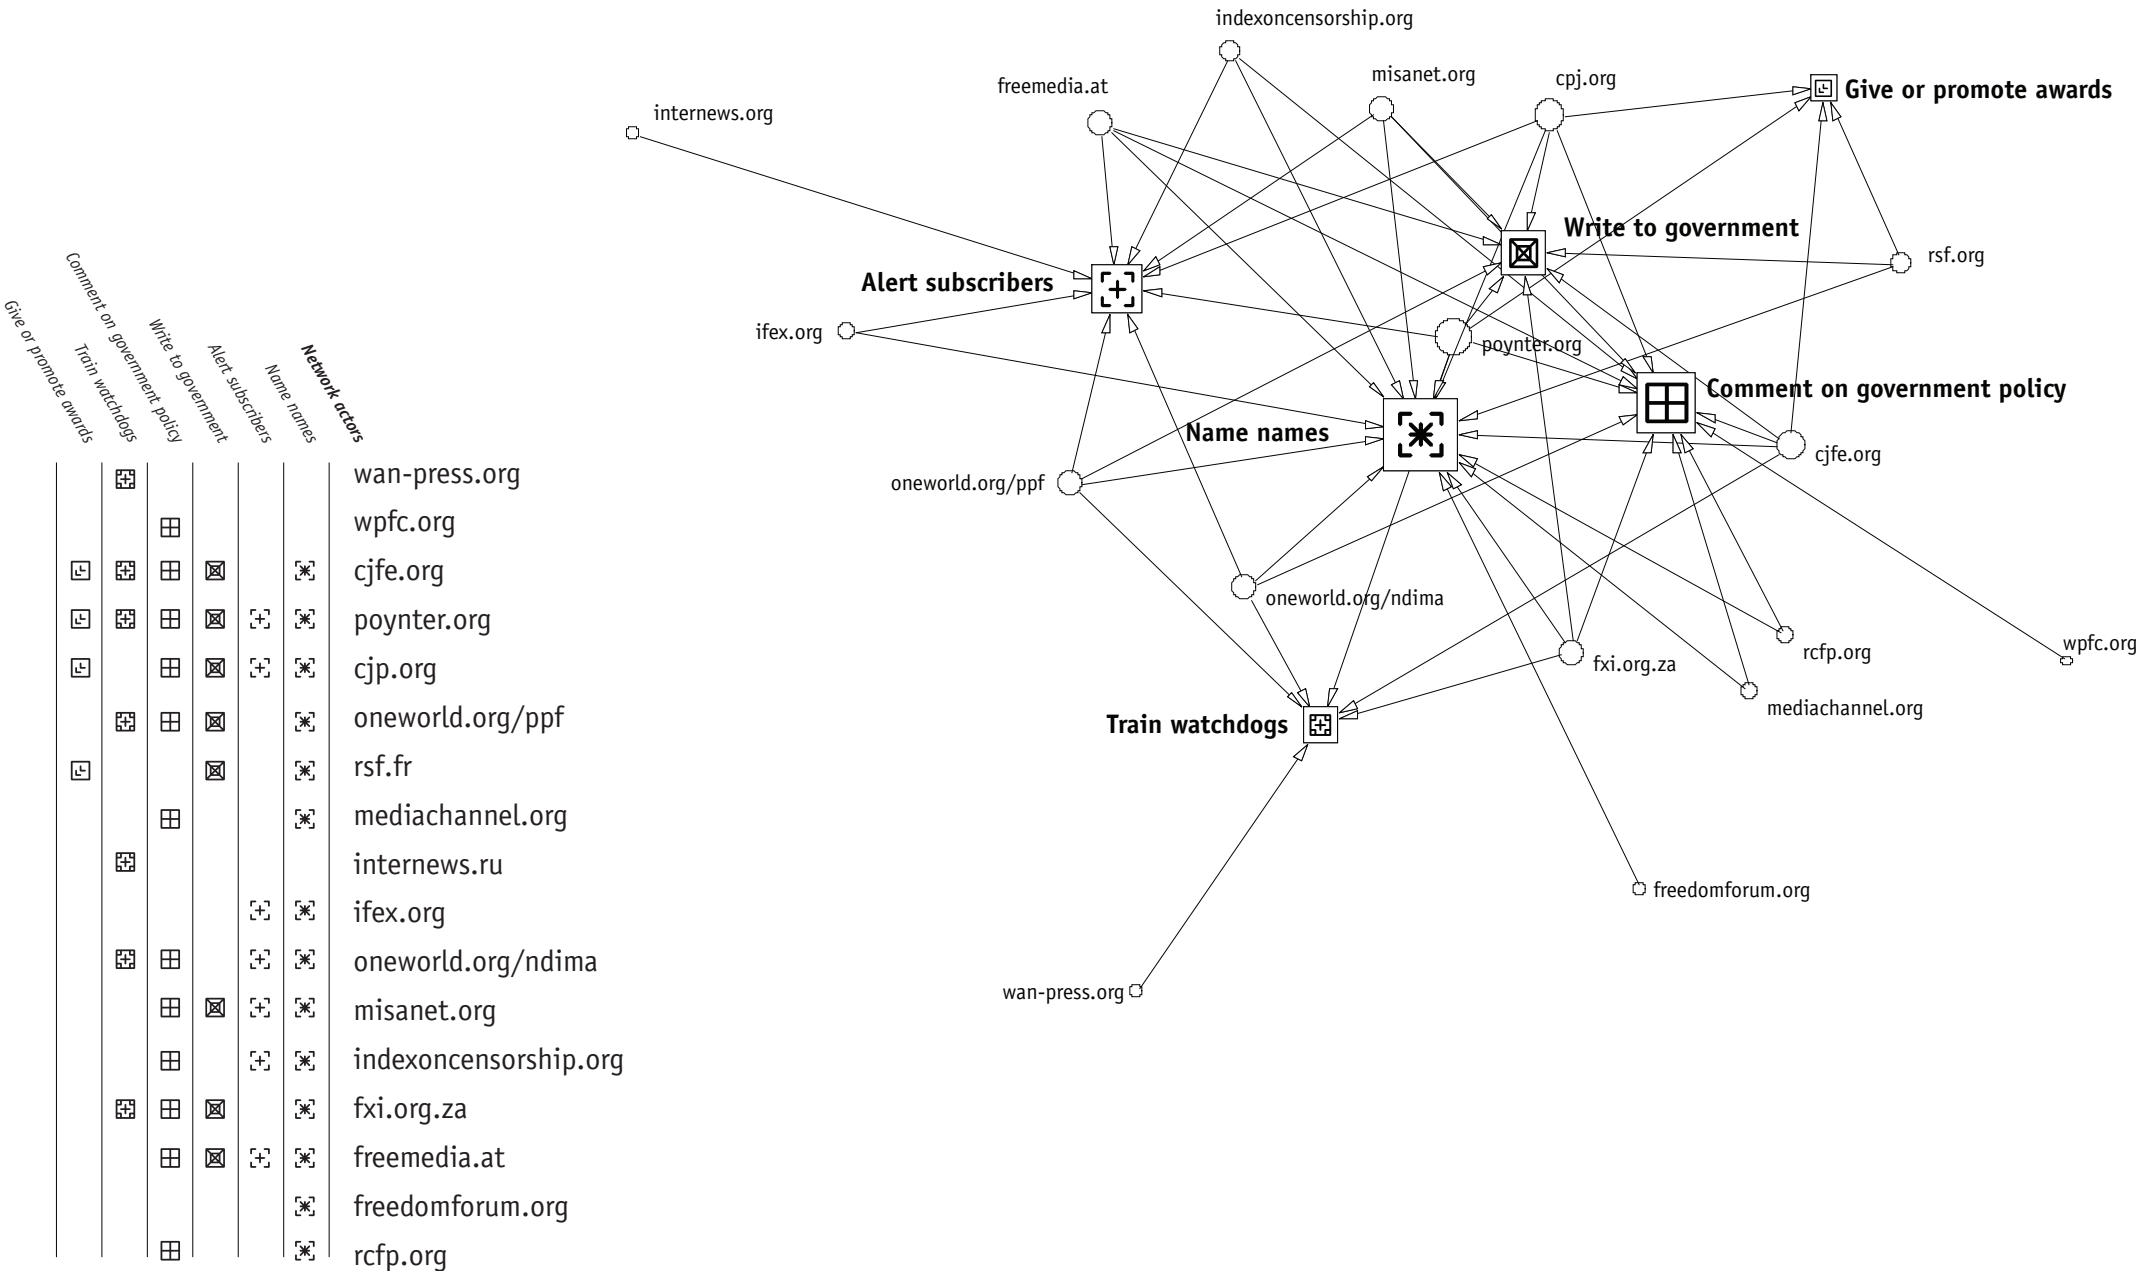 Give or promote awards
Train watchdogs
Comment on government policy
Write to government
Alert subscribers
Name names
Network actors
wan-press.org
wpfc.org
cjfe.org
poynter.org
cjp.org
oneworld.org/ppf
rsf.fr
mediachannel.org
internews.ru
ifex.org
oneworld.org/ndima
misanet.org
indexoncensorship.org
fxi.org.za
freemedia.at
freedomforum.org
rcfp.org
indexoncensorship.org
misanet.org
cpj.org
freemedia.at
Give or promote awards
internews.org
Write to government
rsf.org
Alert subscribers
ifex.org
poynter.org
Comment on government policy
Name names
cjfe.org
oneworld.org/ppf
oneworld.org/ndima
rcfp.org
wpfc.org
fxi.org.za
mediachannel.org
Train watchdogs
freedomforum.org
wan-press.org